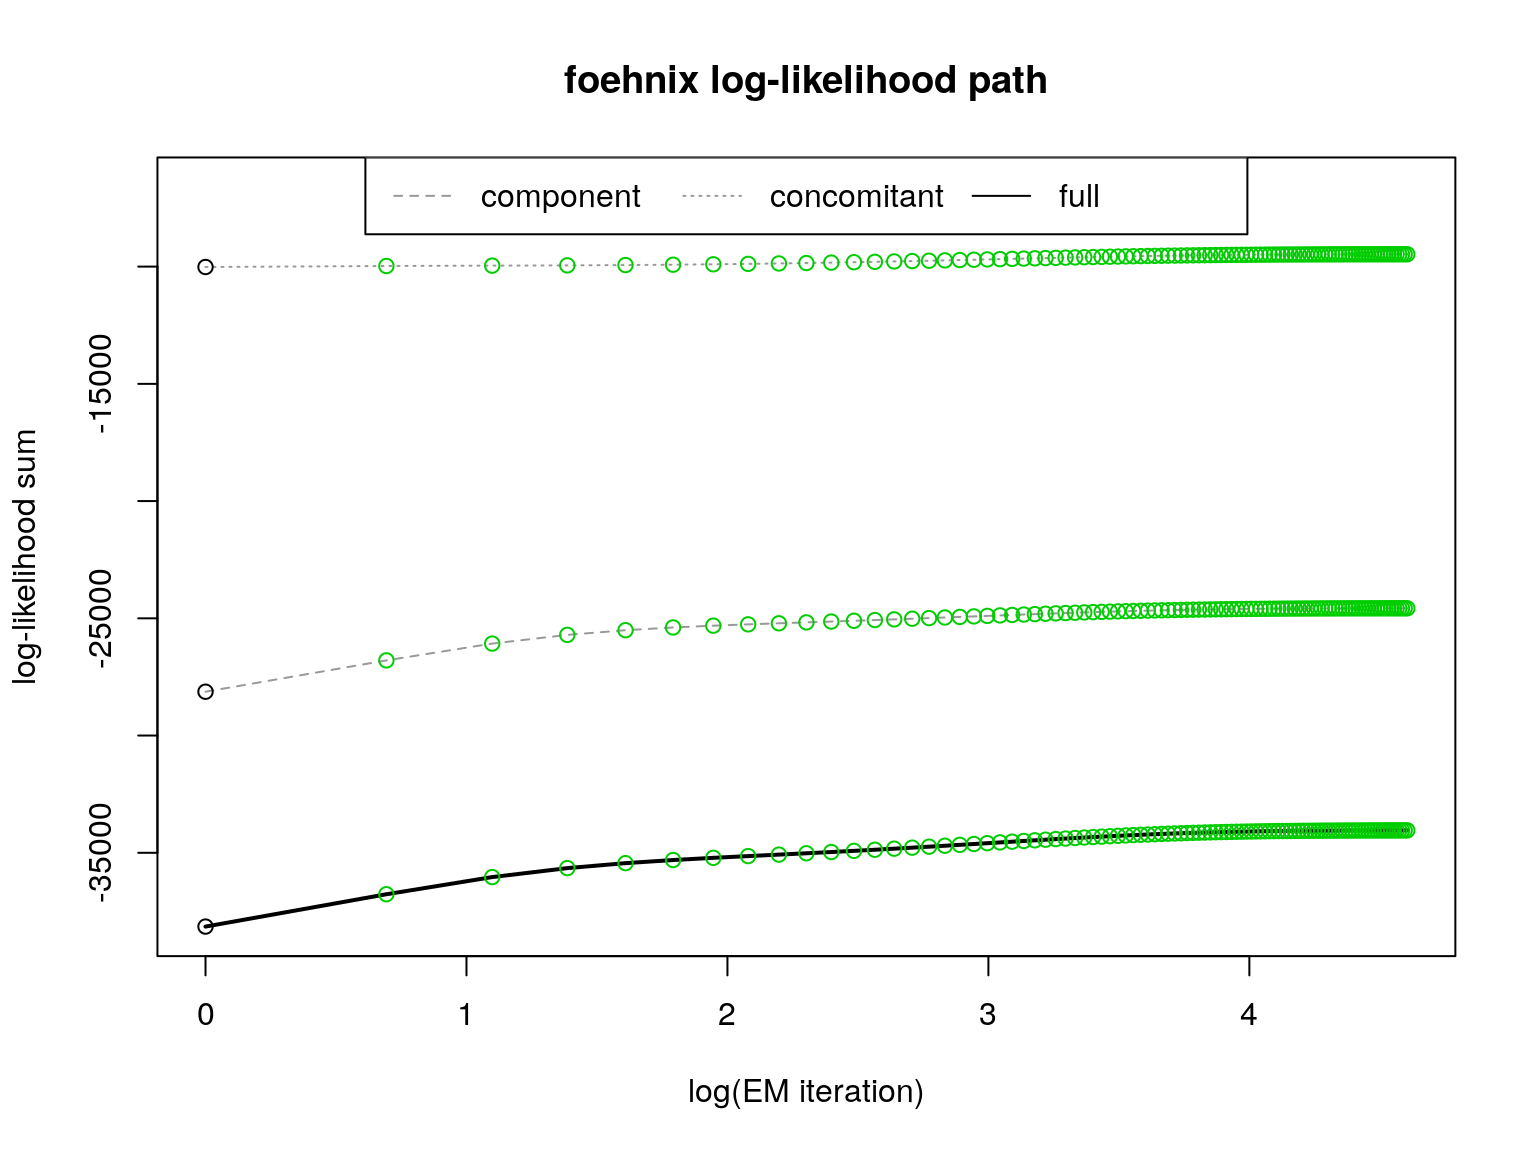 foehnix log-likelihood path
component concomitant full
-15000
-25000
-35000
log-likelihood sum
0 1 2 3 4
log(EM iteration)